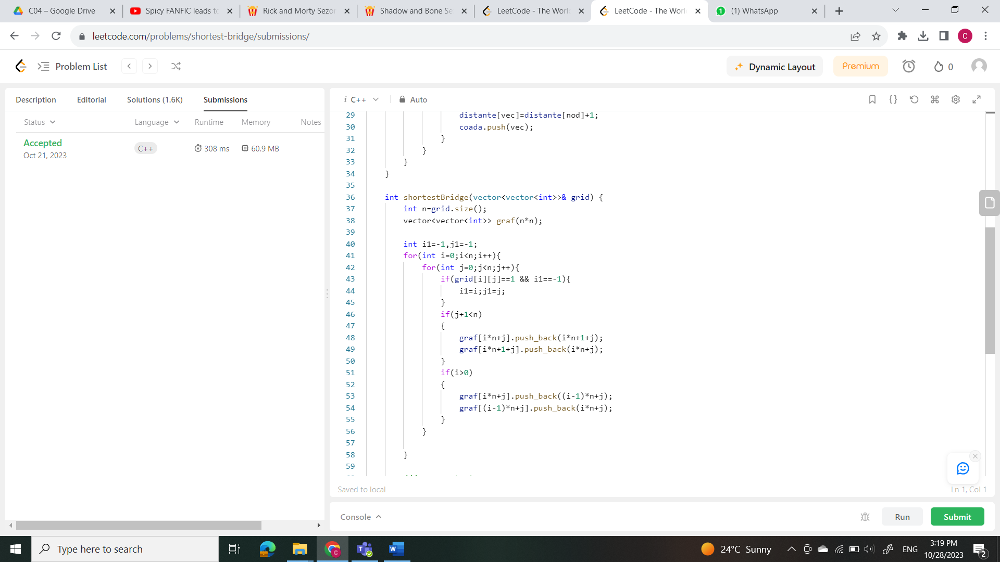 C04 – Google Drive
Spicy FANFIC leads to
Rick and Morty Sezon
Shadow and Bone Se
LeetCode - The World
LeetCode - The World
(1) WhatsApp
leetcode.com/problems/shortest-bridge/submissions/
C
Problem List
Dynamic Layout
Premium
0
Description
Editorial
Solutions (1.6K)
Submissions
Status
Language
Runtime
Memory
Notes
Accepted
Oct 21, 2023
C++
308 ms
60.9 MB
i C++
Auto
29 distante[vec]=distante[nod]+1;
30 coada.push(vec);
31 }
32 }
33 }
34 }
35
36 int shortestBridge(vector<vector<int>>& grid) {
37 int n=grid.size();
38 vector<vector<int>> graf(n*n);
39
40 int i1=-1,j1=-1;
41 for(int i=0;i<n;i++){
42 for(int j=0;j<n;j++){
43 if(grid[i][j]==1 && i1==-1){
44 i1=i;j1=j;
45 }
46 if(j+1<n)
47 {
48 graf[i*n+j].push_back(i*n+1+j);
49 graf[i*n+1+j].push_back(i*n+j);
50 }
51 if(i>0)
52 {
53 graf[i*n+j].push_back((i-1)*n+j);
54 graf[(i-1)*n+j].push_back(i*n+j);
55 }
56 }
57
58 }
59
Saved to local
Ln 1, Col 1
Console
Run
Submit
Type here to search
24°C Sunny
ENG
3:19 PM
10/28/2023
2